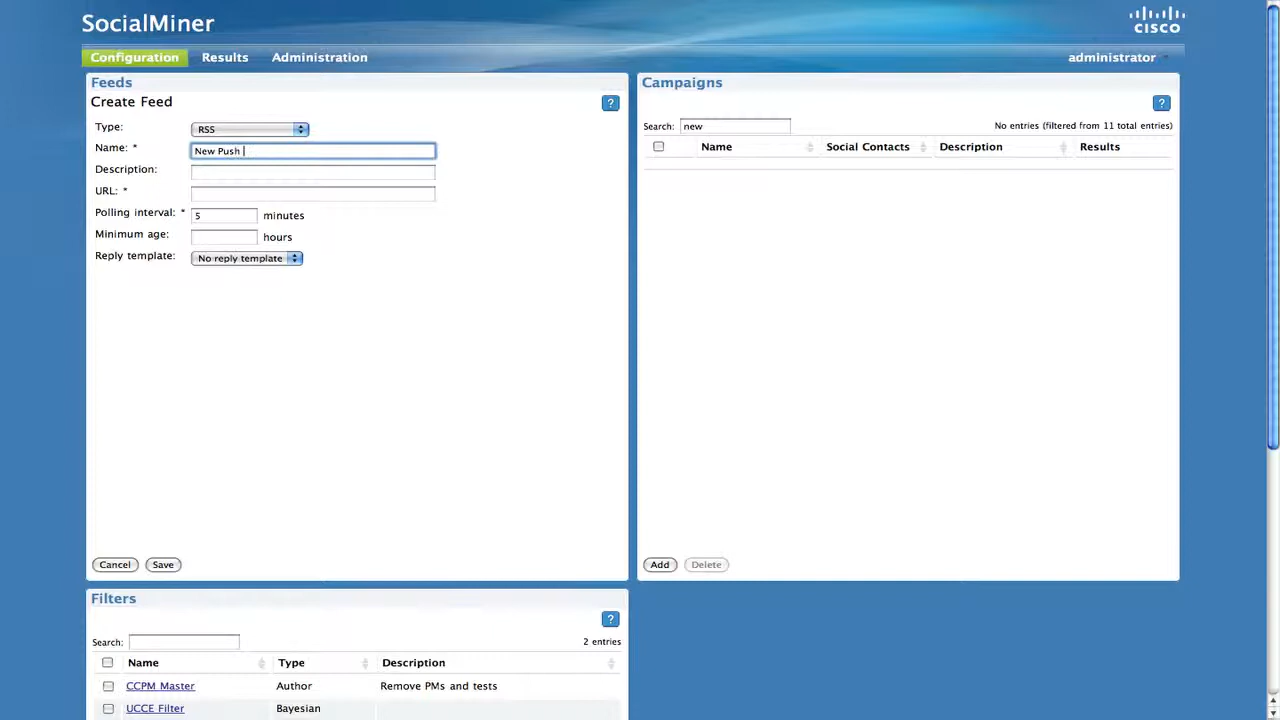 SocialMiner
cisco
Configuration Results Administration
administrator
Feeds
Create Feed
?
Type: RSS
Name: * New Push
Description:
URL: *
Polling interval: * 5 minutes
Minimum age: hours
Reply template: No reply template
Cancel Save
Campaigns
?
Search: new No entries (filtered from 11 total entries)
Name Social Contacts Description Results
Add Delete
Filters
?
Search: 2 entries
Name Type Description
CCPM Master Author Remove PMs and tests
UCCE Filter Bayesian